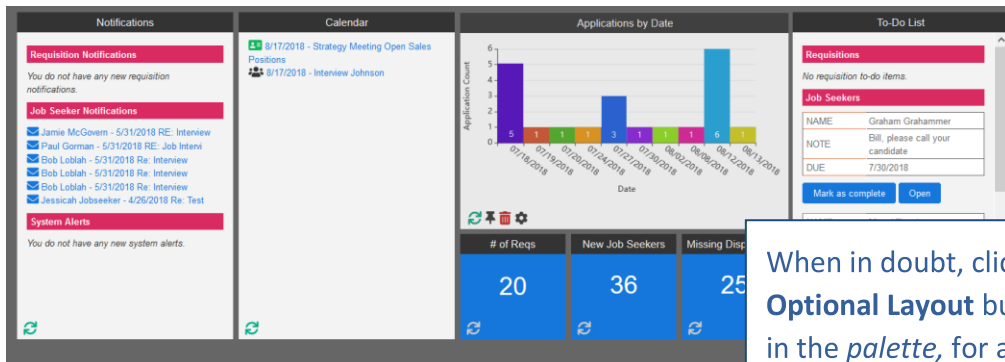 Notifications
Requisition Notifications
You do not have any new requisition
notifications.
Job Seeker Notifications
Jamie McGovern - 5/31/2018 RE: Interview
Paul Gorman - 5/31/2018 RE: Job Intervi
Bob Loblah - 5/31/2018 Re: Interview
Bob Loblah - 5/31/2018 Re: Interview
Bob Loblah - 5/31/2018 Re: Interview
Jessicah Jobseeker - 4/26/2018 Re: Test
System Alerts
You do not have any new system alerts.
Calendar
8/17/2018 - Strategy Meeting Open Sales
Positions
8/17/2018 - Interview Johnson
Applications by Date
Application Count
6
5
4
3
2
1
0
5 1 1 1 3 1 1 1 6 1
07/18/2018 07/19/2018 07/20/2018 07/24/2018 07/27/2018 07/30/2018 08/02/2018 08/08/2018 08/12/2018 08/13/2018
Date
# of Reqs
20
New Job Seekers
36
Missing Disp
25
To-Do List
Requisitions
No requisition to-do items.
Job Seekers
NAME Graham Grahammer
NOTE Bill, please call your
candidate
DUE 7/30/2018
Mark as complete Open
When in doubt, clic
Optional Layout bu
in the palette, for a